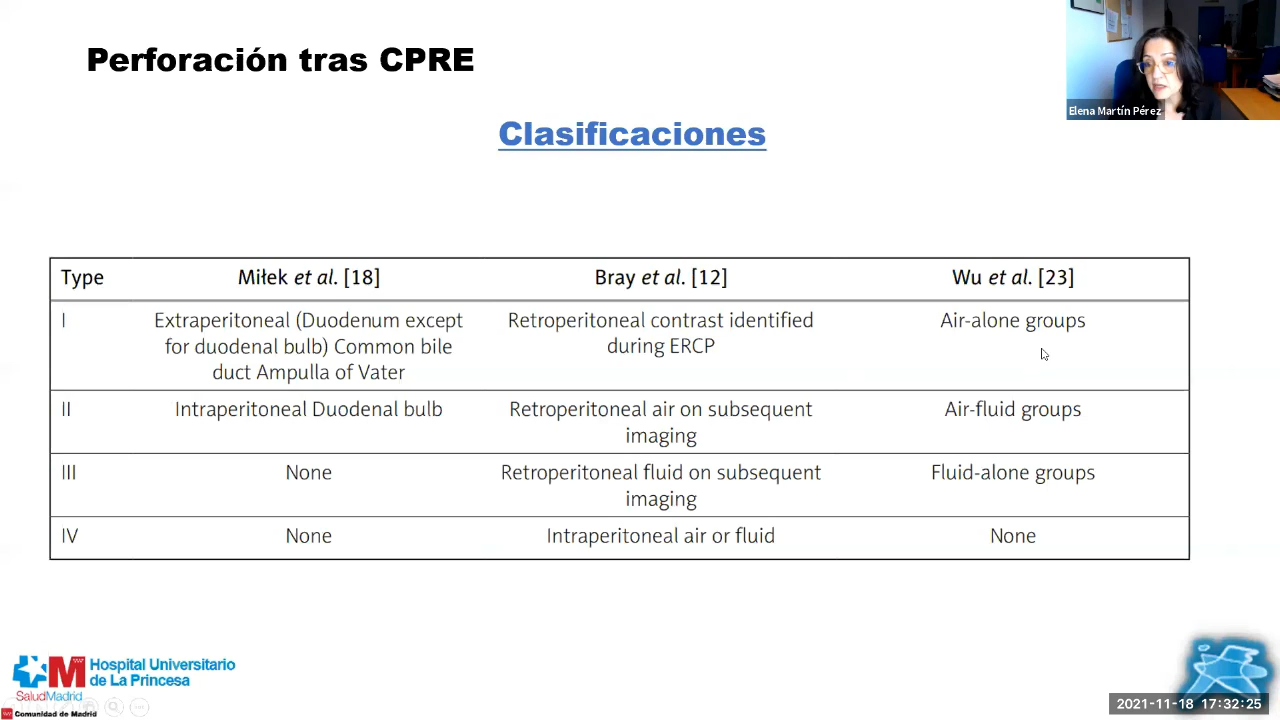 Perforación tras CPRE
Elena Martín Pérez
Clasificaciones
Type Miłek et al. [18] Bray et al. [12] Wu et al. [23]
I Extraperitoneal (Duodenum except Retroperitoneal contrast identified Air-alone groups
for duodenal bulb) Common bile during ERCP
duct Ampulla of Vater
II Intraperitoneal Duodenal bulb Retroperitoneal air on subsequent Air-fluid groups
imaging
III None Retroperitoneal fluid on subsequent Fluid-alone groups
imaging
IV None Intraperitoneal air or fluid None
Hospital Universitario
de La Princesa
SaludMadrid
Comunidad de Madrid
2021-11-18 17:32:25